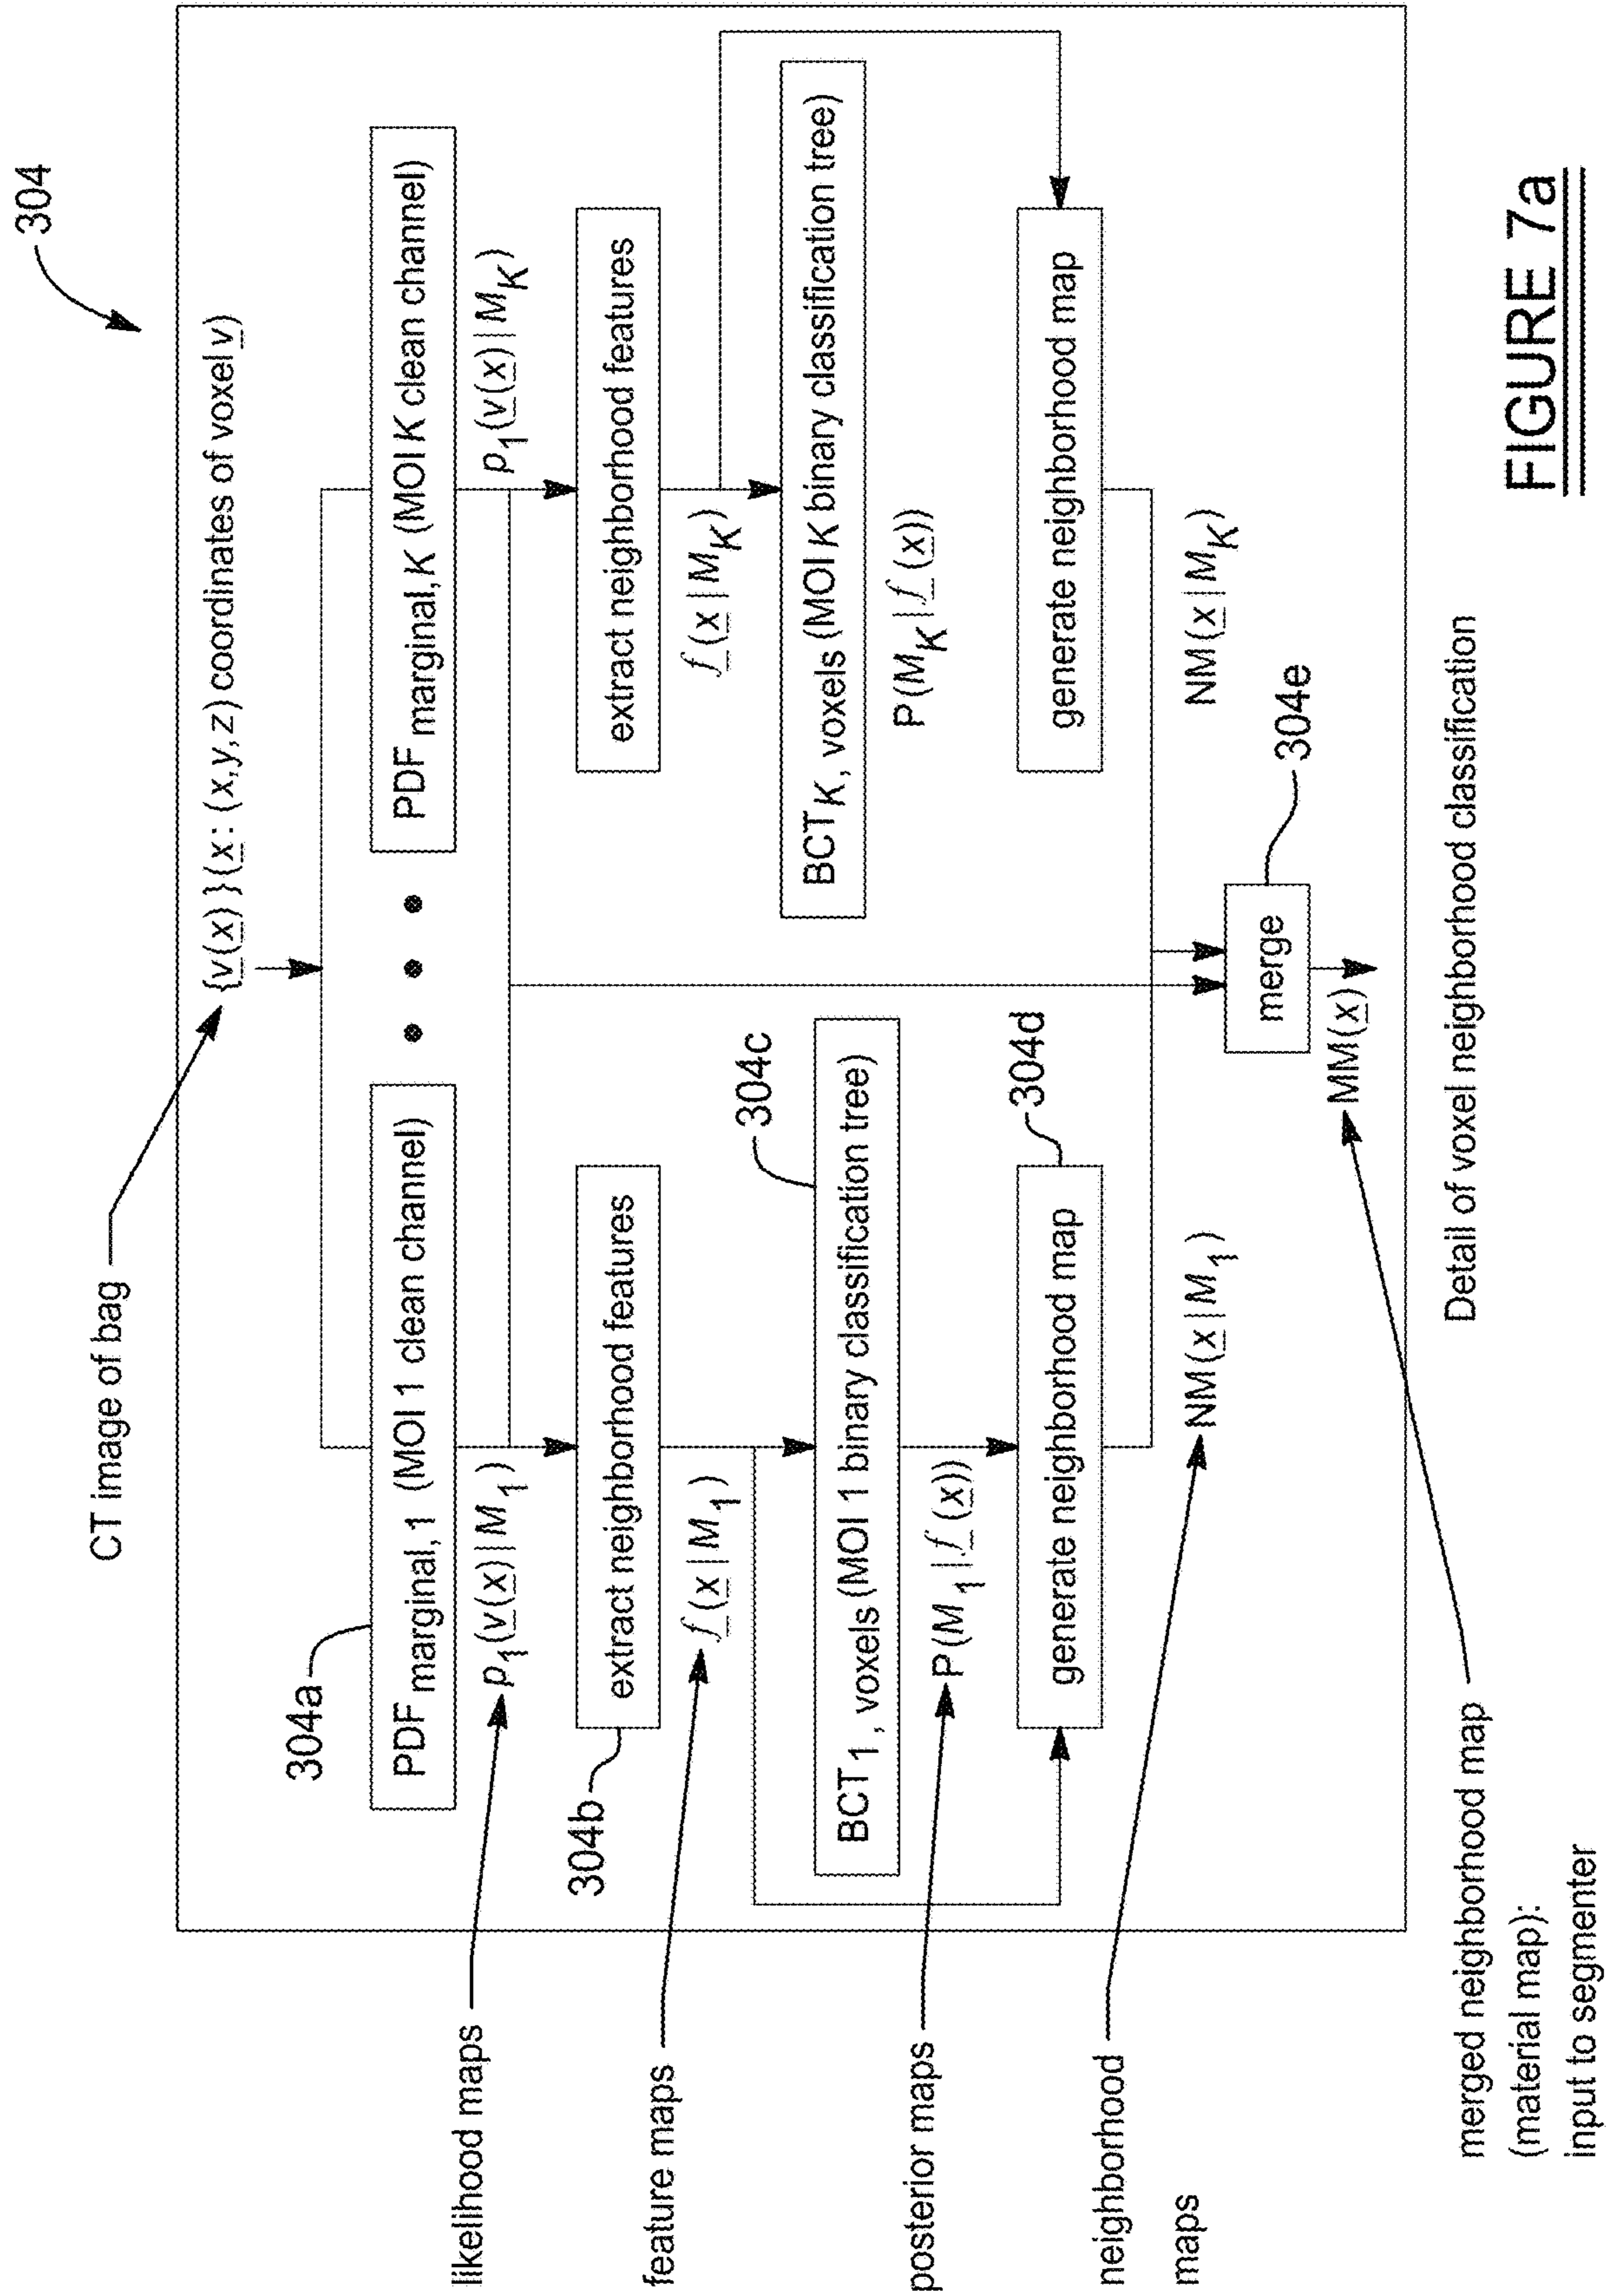 304
CT image of bag
{v(x)}(x: (x,y,z) coordinates of voxel v)
304a
PDF marginal, 1 (MOI 1 clean channel)
• • •
PDF marginal, K (MOI K clean channel)
likelihood maps
p1(v(x)|M1)
p1(v(x)|MK)
304b
extract neighborhood features
extract neighborhood features
feature maps
f(x|M1)
f(x|MK)
304c
BCT1, voxels (MOI 1 binary classification tree)
BCTK, voxels (MOI K binary classification tree)
posterior maps
P(M1|f(x))
P(MK|f(x))
304d
generate neighborhood map
generate neighborhood map
neighborhood
maps
NM(x|M1)
NM(x|MK)
304e
merge
MM(x)
merged neighborhood map
(material map):
input to segmenter
Detail of voxel neighborhood classification
FIGURE 7a